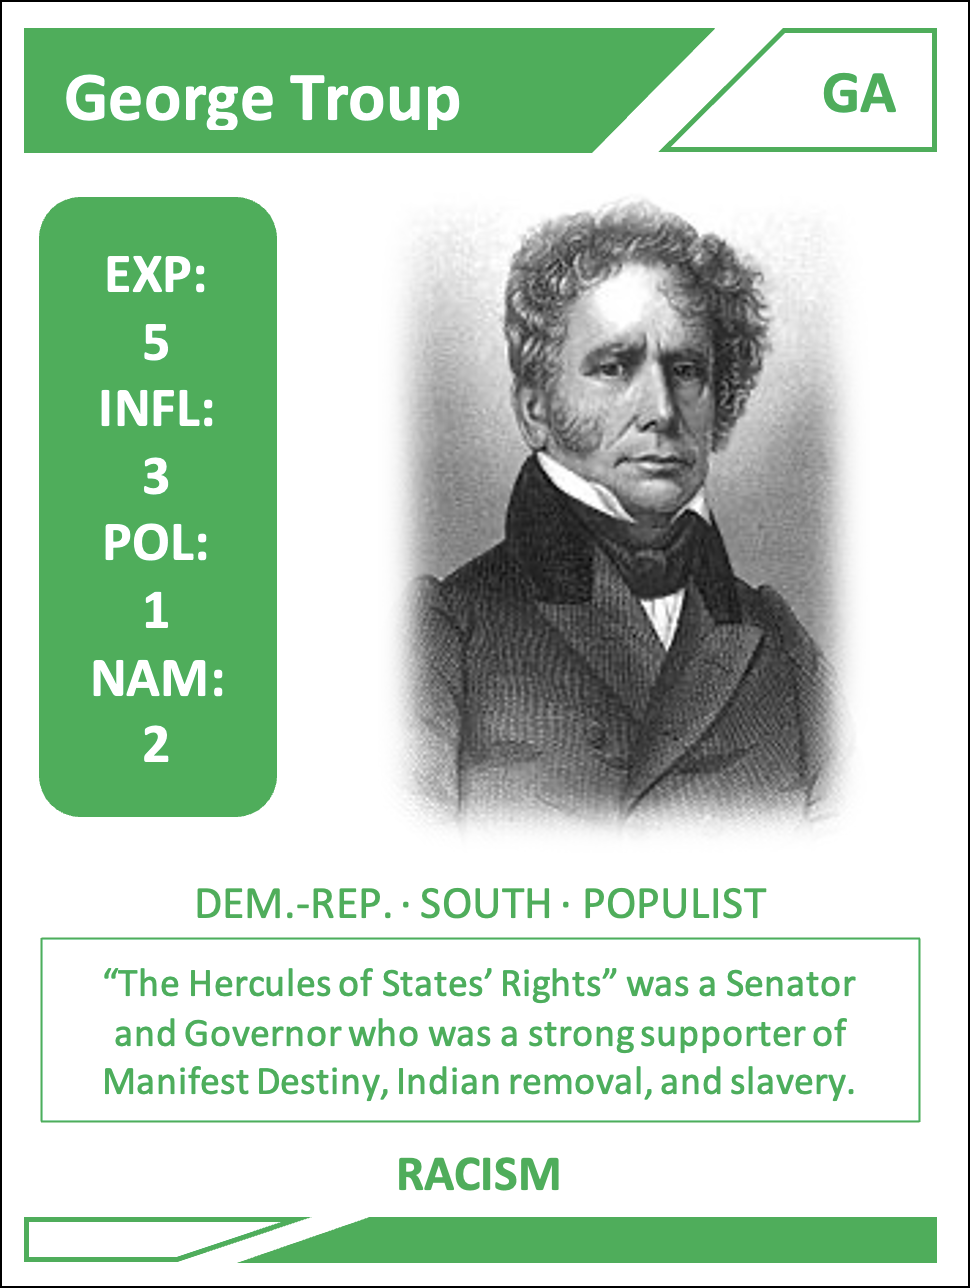 George Troup
GA
EXP:
5
INFL:
3
POL:
1
NAM:
2
DEM.-REP. · SOUTH · POPULIST
“The Hercules of States’ Rights” was a Senator
and Governor who was a strong supporter of
Manifest Destiny, Indian removal, and slavery.
RACISM